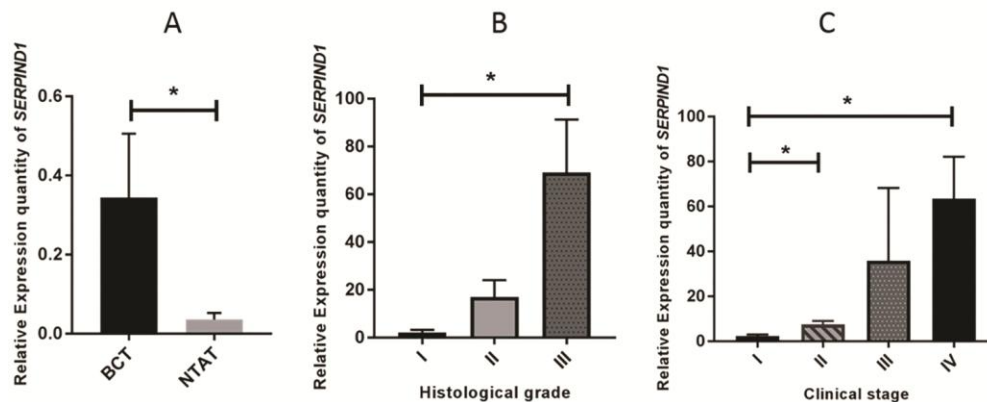 A
Relative Expression quantity of SERPIND1
0.6
0.4
0.2
0.0
*
BCT
NTAT
B
Relative Expression quantity of SERPIND1
100
80
60
40
20
0
*
I
II
III
Histological grade
C
Relative Expression quantity of SERPIND1
100
80
60
40
20
0
*
*
I
II
III
IV
Clinical stage